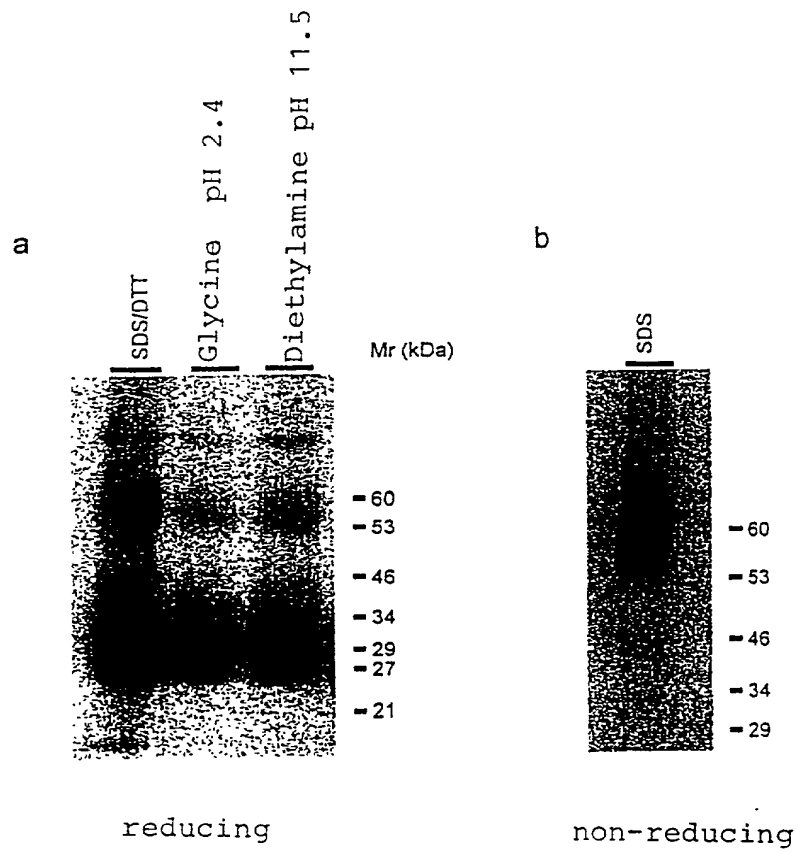 a
SDS/DTT
Glycine pH 2.4
Diethylamine pH 11.5
Mr (kDa)
60
53
46
34
29
27
21
reducing
b
SDS
60
53
46
34
29
non-reducing